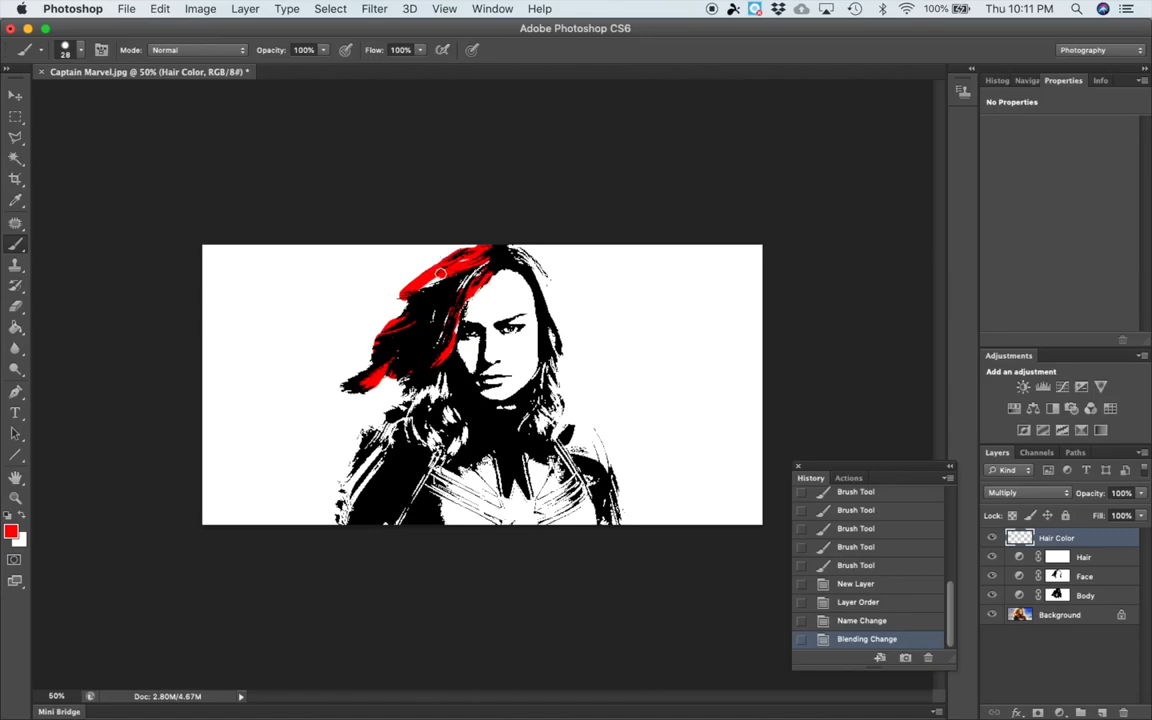 Photoshop File Edit Image Layer Type Select Filter 3D View Window Help 100% Thu 10:11 PM
Adobe Photoshop CS6
28 Mode: Normal Opacity: 100% Flow: 100% Photography
Captain Marvel.jpg @ 50% (Hair Color, RGB/8#) *
Histog Naviga Properties Info
No Properties
Adjustments
Add an adjustment
Layers Channels Paths
Kind
Multiply Opacity: 100%
Lock: Fill: 100%
Hair Color
Hair
Face
Body
Background
History Actions
Brush Tool
Brush Tool
Brush Tool
Brush Tool
Brush Tool
New Layer
Layer Order
Name Change
Blending Change
50% Doc: 2.80M/4.67M
Mini Bridge